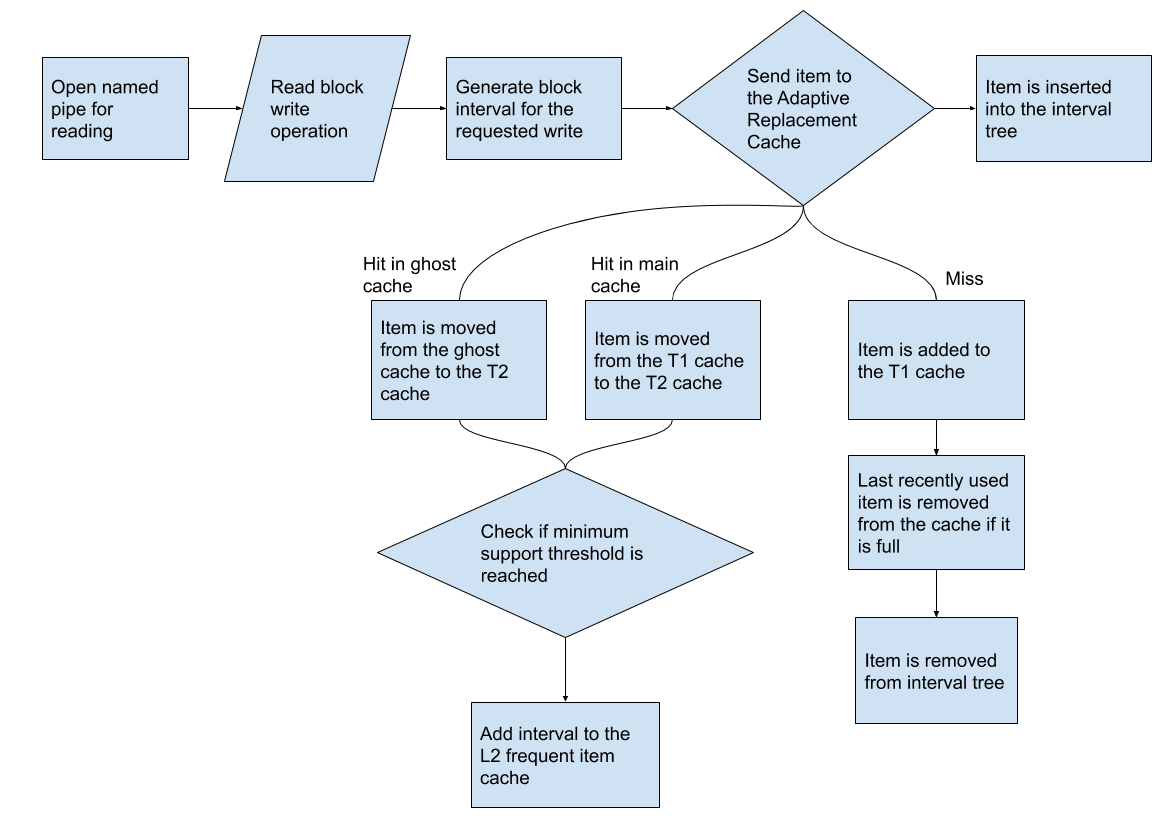 Open named
pipe for
reading
Read block
write
operation
Generate block
interval for the
requested write
Send item to
the Adaptive
Replacement
Cache
Item is inserted
into the interval
tree
Hit in ghost
cache
Hit in main
cache
Miss
Item is moved
from the ghost
cache to the T2
cache
Item is moved
from the T1 cache
to the T2 cache
Item is added to
the T1 cache
Check if minimum
support threshold is
reached
Last recently used
item is removed
from the cache if it
is full
Item is removed
from interval tree
Add interval to the
L2 frequent item
cache